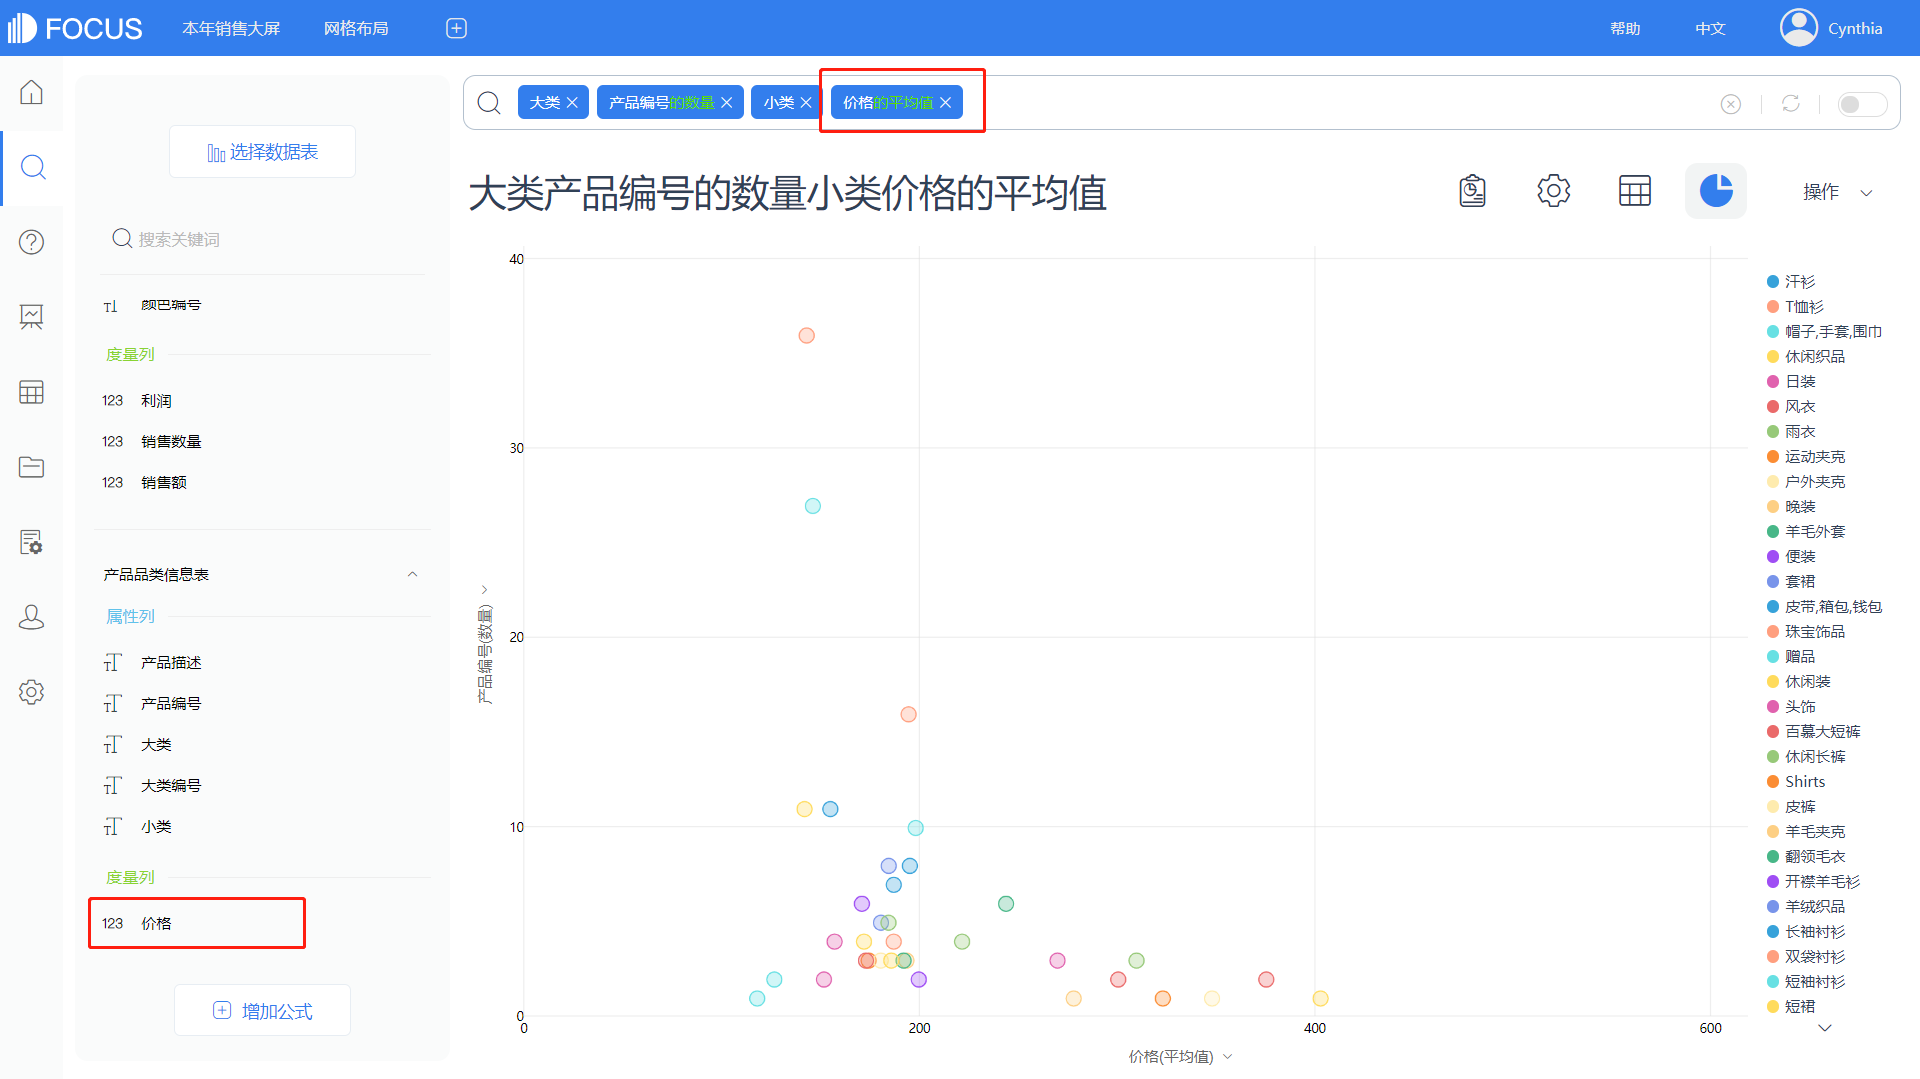 FOCUS 本年销售大屏 网格布局 帮助 中文 Cynthia
大类 产品编号的数量 小类 价格的平均值
选择数据表
搜索关键词
TI 颜色编号
度量列
123 利润
123 销售数量
123 销售额
产品品类信息表
属性列
产品描述
产品编号
大类
大类编号
小类
度量列
123 价格
增加公式
大类产品编号的数量小类价格的平均值
操作
40
30
20
10
0
产品编号(数量)
0 200 400 600
价格(平均值)
汗衫
T恤衫
帽子,手套,围巾
休闲织品
日装
风衣
雨衣
运动夹克
户外夹克
晚装
羊毛外套
便装
套裙
皮带,箱包,钱包
珠宝饰品
赠品
休闲装
头饰
百慕大短裤
休闲长裤
Shirts
皮裤
羊毛夹克
翻领毛衣
开襟羊毛衫
羊绒织品
长袖衬衫
双袋衬衫
短袖衬衫
短裙